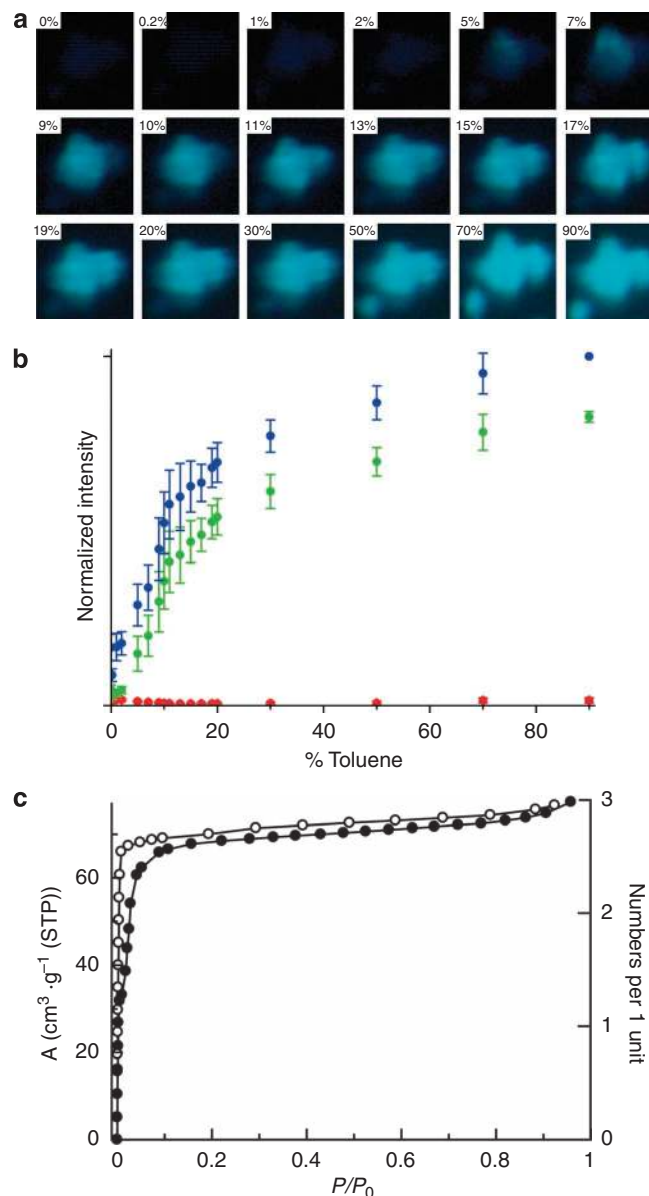 a
0% 0.2% 1% 2% 5% 7%
9% 10% 11% 13% 15% 17%
19% 20% 30% 50% 70% 90%
b
Normalized intensity
0 20 40 60 80
% Toluene
c
A (cm³ ·g⁻¹ (STP))
60
40
20
0
3
2
1
0
Numbers per 1 unit
0 0.2 0.4 0.6 0.8 1
P/P₀